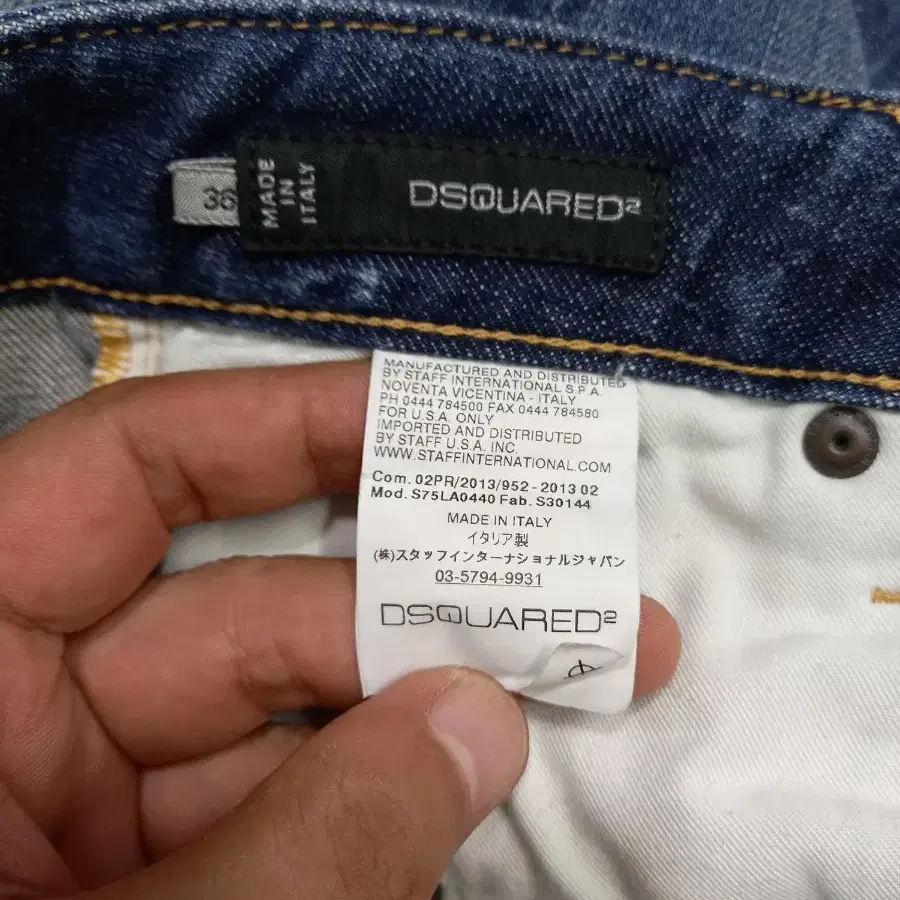 36
MADE
IN
ITALY
DSQUARED2
MANUFACTURED AND DISTRIBUTED
BY STAFF INTERNATIONAL S.P.A.
NOVENTA VICENTINA - ITALY
PH 0444 784500 FAX 0444 784580
FOR U.S.A. ONLY
IMPORTED AND DISTRIBUTED
BY STAFF U.S.A. INC.
WWW.STAFFINTERNATIONAL.COM
Com. 02PR/2013/952 - 2013 02
Mod. S75LA0440 Fab. S30144
MADE IN ITALY
イタリア製
(株)スタッフインターナショナルジャパン
03-5794-9931
DSQUARED2